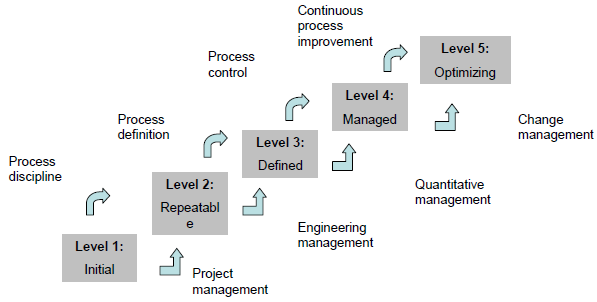 Continuous
process
improvement
Level 5:
Optimizing
Process
control
Level 4:
Managed
Change
management
Process
definition
Level 3:
Defined
Quantitative
management
Process
discipline
Level 2:
Repeatabl
e
Engineering
management
Level 1:
Initial
Project
management